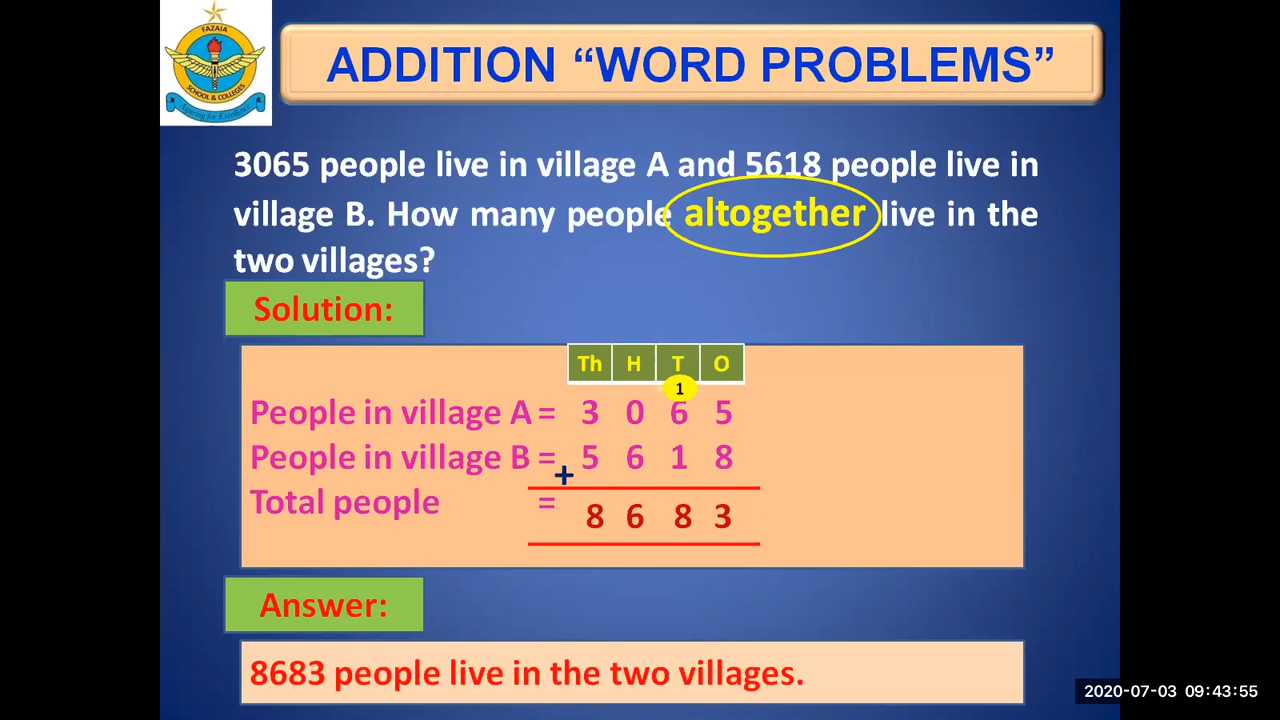 FAZAIA
SCHOOL & COLLEGES
Aspiring for Excellence
ADDITION “WORD PROBLEMS”
3065 people live in village A and 5618 people live in
village B. How many people altogether live in the
two villages?
Solution:
Th H T O
1
People in village A = 3 0 6 5
People in village B = 5 6 1 8
+
Total people = 8 6 8 3
Answer:
8683 people live in the two villages.
2020-07-03 09:43:55